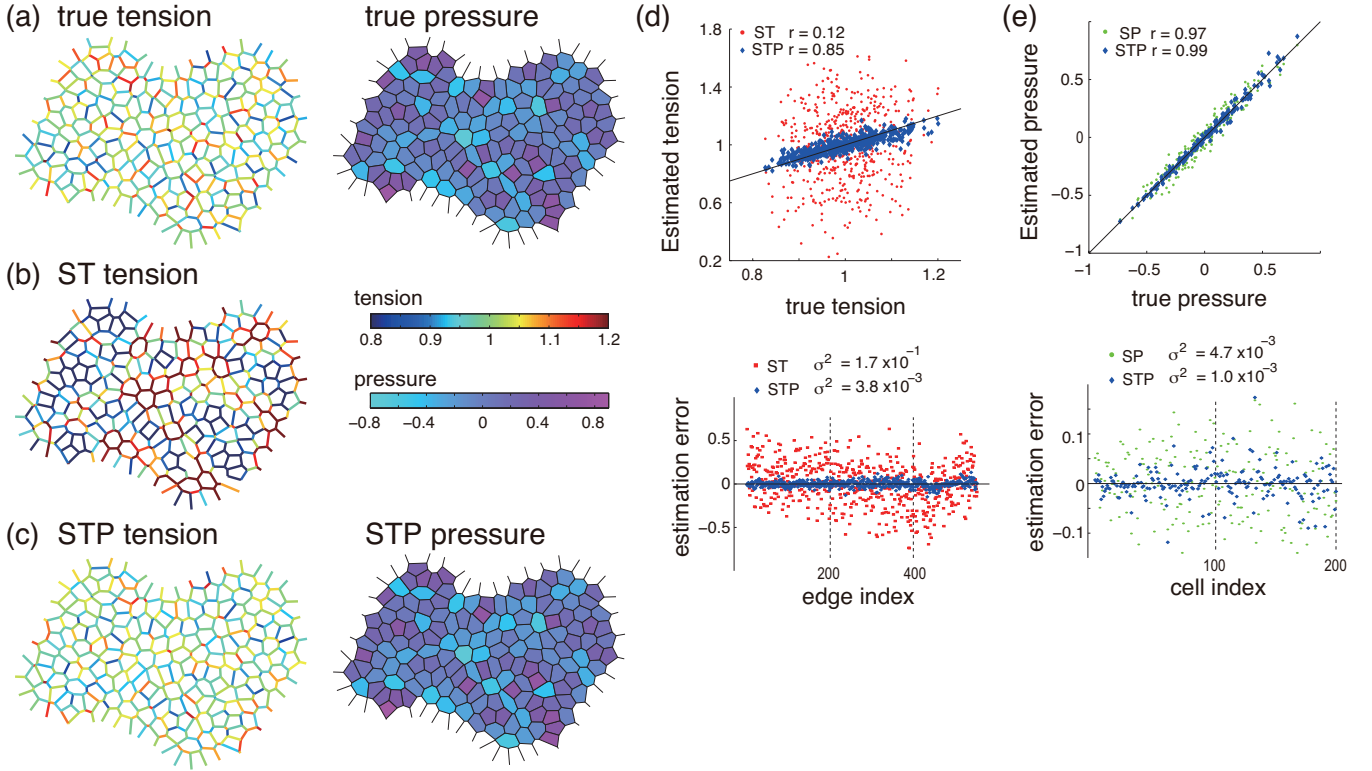 (a) true tension
true pressure
(b) ST tension
tension
0.8 0.9 1 1.1 1.2
pressure
−0.8 −0.4 0 0.4 0.8
(c) STP tension
STP pressure
(d)
ST r = 0.12
STP r = 0.85
Estimated tension
1.8
1.4
1
0.6
0.2
0.8 1 1.2
true tension
ST σ² = 1.7 x10⁻¹
STP σ² = 3.8 x10⁻³
estimation error
0.5
0
−0.5
200 400
edge index
(e)
SP r = 0.97
STP r = 0.99
Estimated pressure
0.5
0
−0.5
−1
−1 −0.5 0 0.5
true pressure
SP σ² = 4.7 x10⁻³
STP σ² = 1.0 x10⁻³
estimation error
0.1
0
−0.1
100 200
cell index